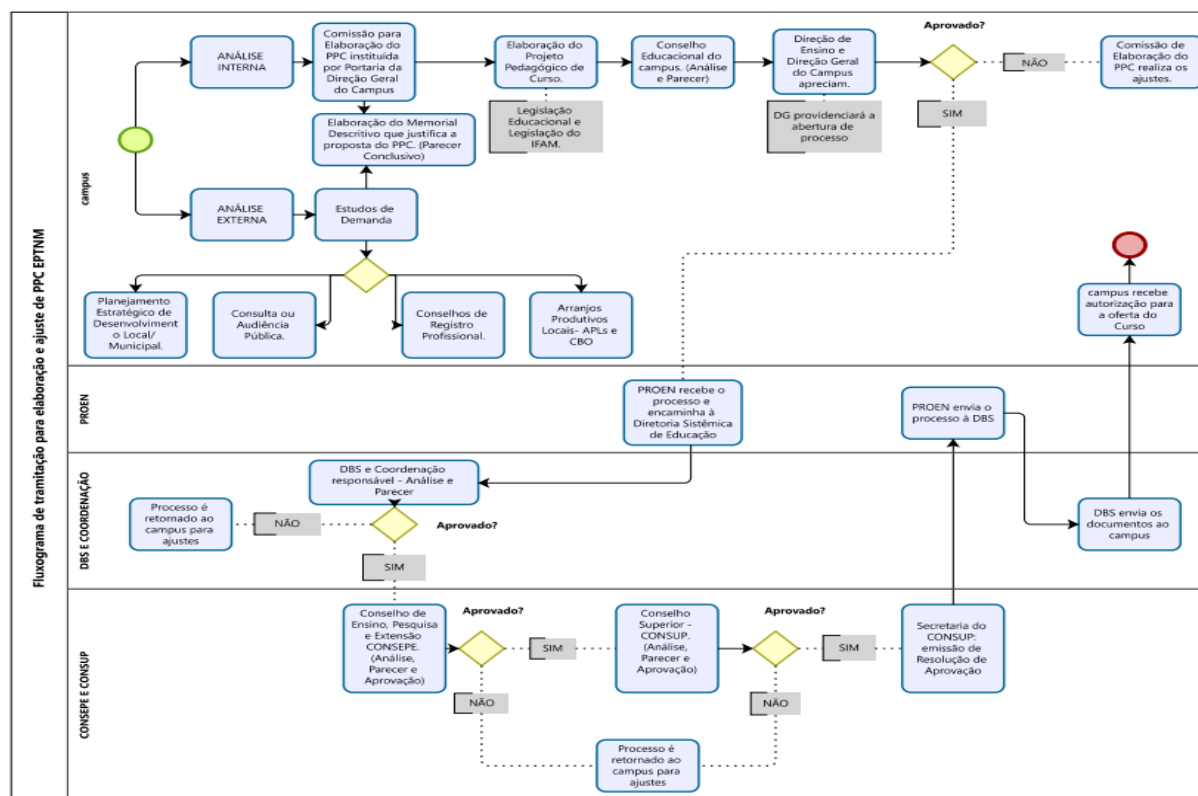 Fluxograma de tramitação para elaboração e ajuste de PPC EPTNM
campus
ANÁLISE
INTERNA
Comissão para
Elaboração do
PPC instituída
por Portaria da
Direção Geral
do Campus
Elaboração do
Projeto
Pedagógico de
Curso.
Conselho
Educacional do
campus. (Análise
e Parecer)
Direção de
Ensino e
Direção Geral
do Campus
apreciam.
Aprovado?
NÃO
Comissão de
Elaboração do
PPC realiza os
ajustes.
Legislação
Educacional e
Legislação do
IFAM.
DG providenciará a
abertura de
processo
SIM
Elaboração do Memorial
Descritivo que justifica a
proposta do PPC. (Parecer
Conclusivo)
ANÁLISE
EXTERNA
Estudos de
Demanda
Planejamento
Estratégico de
Desenvolviment
o Local/
Municipal.
Consulta ou
Audiência
Pública.
Conselhos de
Registro
Profissional.
Arranjos
Produtivos
Locais- APLs e
CBO
campus recebe
autorização para
a oferta do
Curso
PROEN
PROEN recebe o
processo e
encaminha à
Diretoria Sistêmica
de Educação
PROEN envia o
processo à DBS
DBS E COORDENAÇÃO
DBS e Coordenação
responsável - Análise e
Parecer
Processo é
retornado ao
campus para
ajustes
NÃO
Aprovado?
SIM
DBS envia os
documentos ao
campus
CONSEPE E CONSUP
Conselho de
Ensino, Pesquisa
e Extensão
CONSEPE.
(Análise,
Parecer e
Aprovação)
Aprovado?
SIM
NÃO
Conselho
Superior -
CONSUP.
(Análise,
Parecer e
Aprovação)
Aprovado?
SIM
NÃO
Secretaria do
CONSUP:
emissão de
Resolução de
Aprovação
Processo é
retornado ao
campus para
ajustes